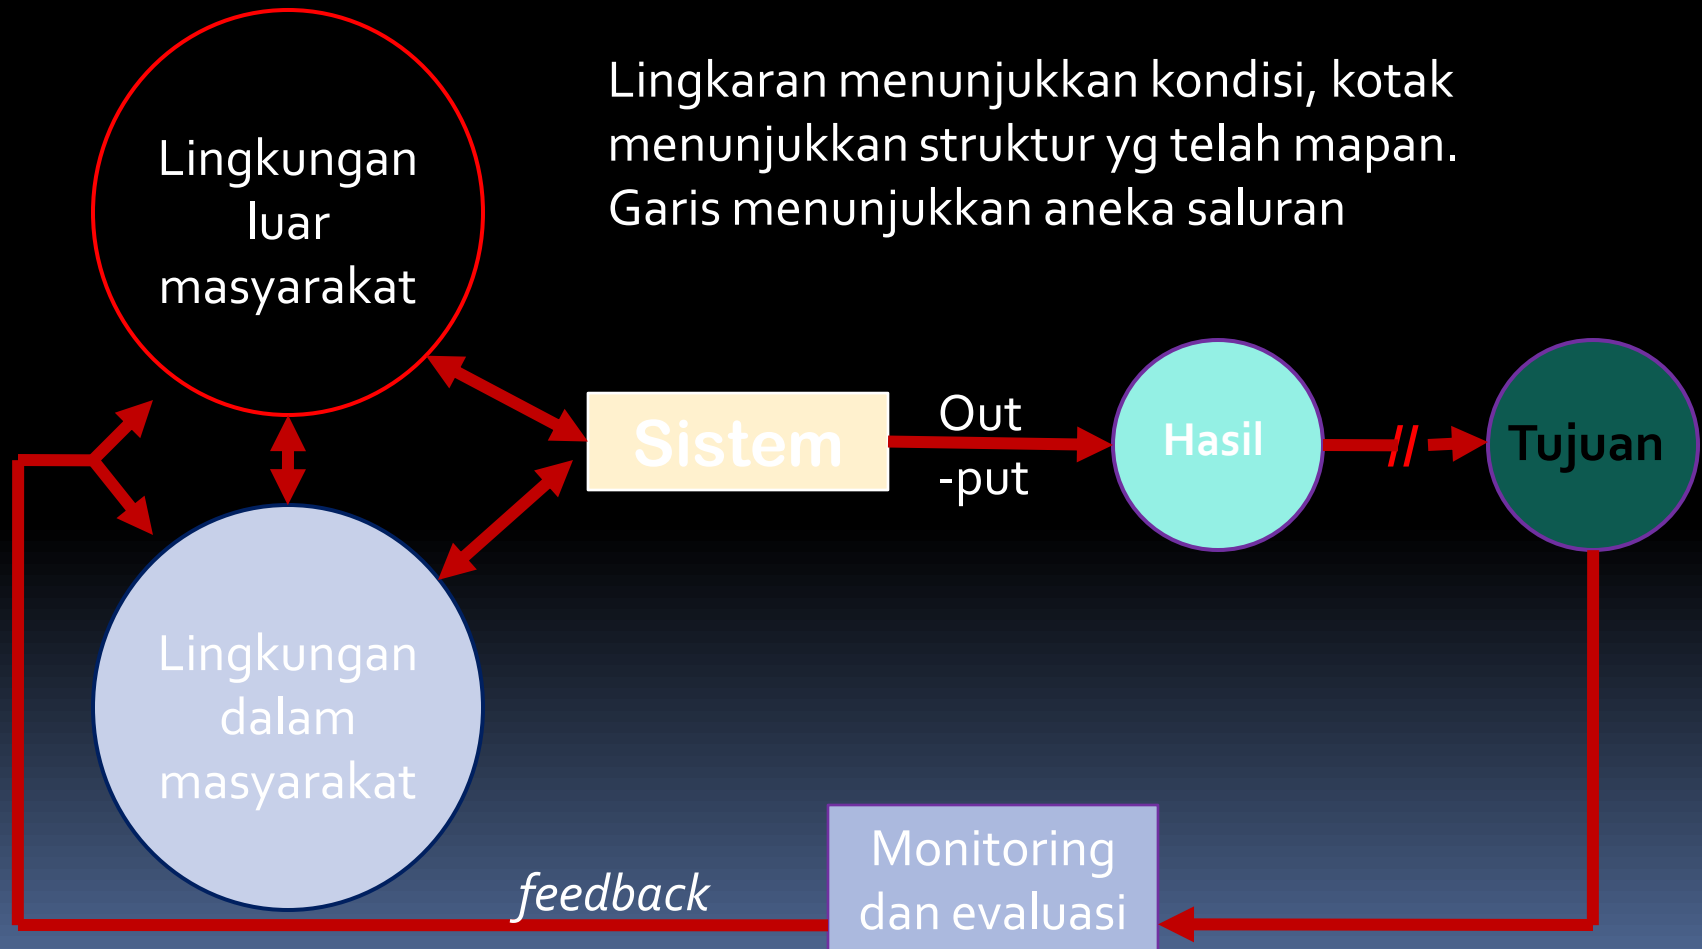 Lingkungan
luar
masyarakat
Lingkaran menunjukkan kondisi, kotak
menunjukkan struktur yg telah mapan.
Garis menunjukkan aneka saluran
Sistem
Out
-put
Hasil
//
Tujuan
Lingkungan
dalam
masyarakat
feedback
Monitoring
dan evaluasi